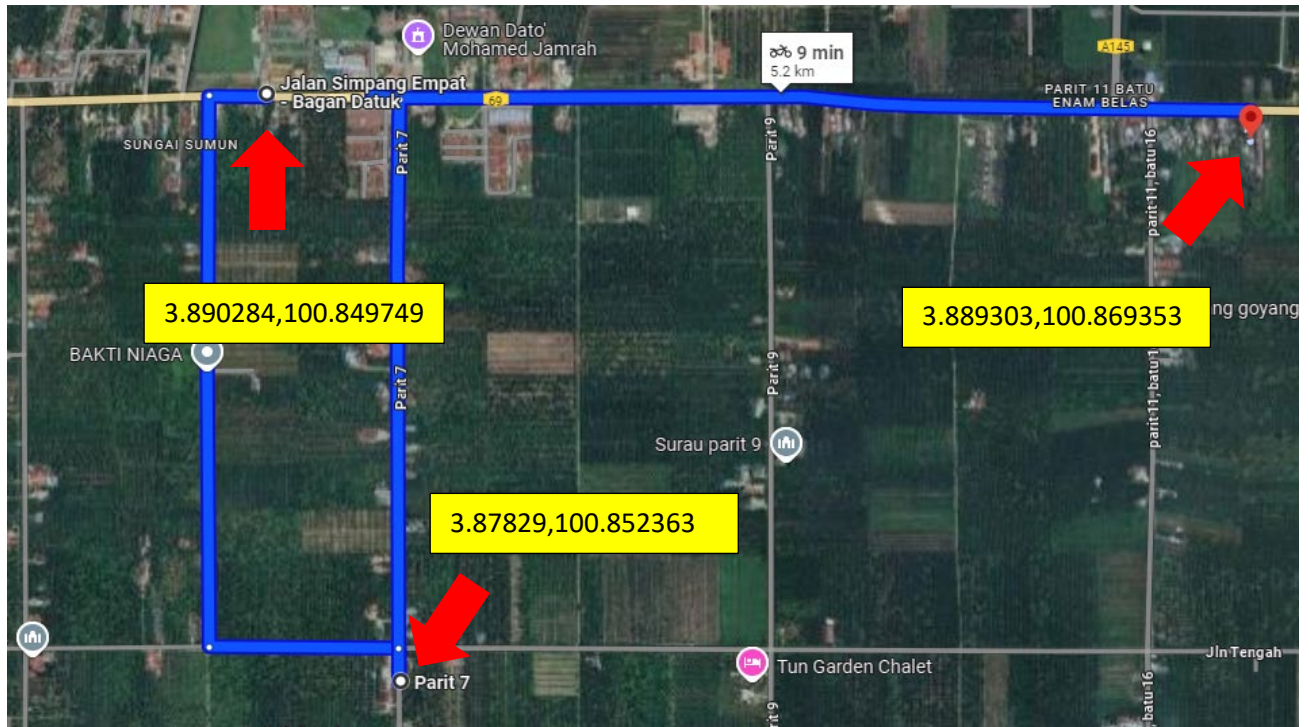 Dewan Dato'
Mohamed Jamrah
9 min
5.2 km
A145
Jalan Simpang Empat
- Bagan Datuk
69
PARIT 11 BATU
ENAM BELAS
SUNGAI SUMUN
Parit 7
Parit 9
parit 11, batu 16
3.890284,100.849749
3.889303,100.869353
ng goyang
BAKTI NIAGA
Parit 7
Parit 9
parit 11, batu 1
Surau parit 9
3.87829,100.852363
Jln Tengah
Tun Garden Chalet
Parit 7
it 9
, batu 16